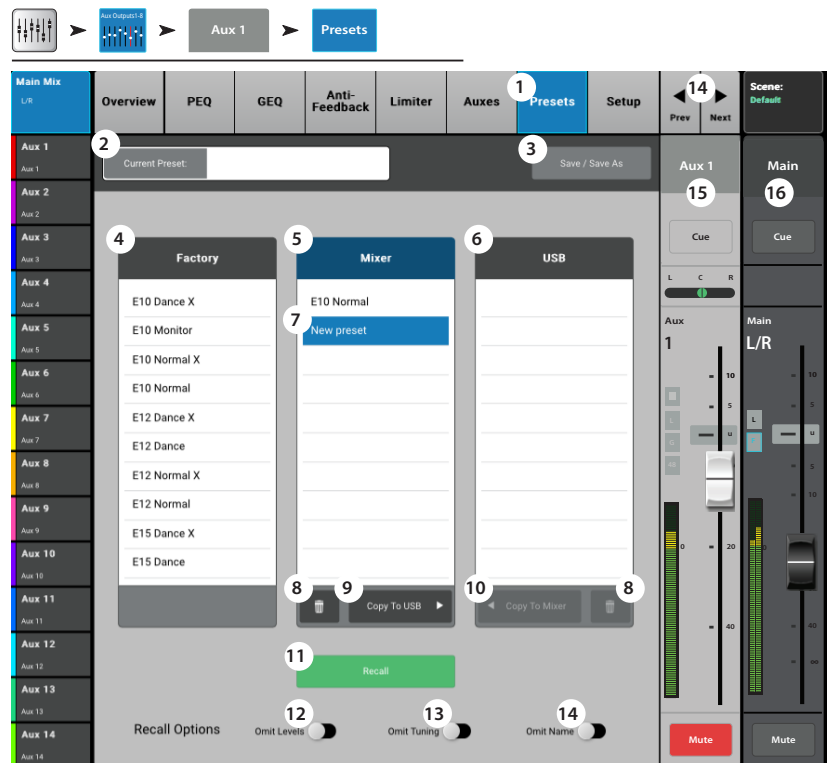 Aux Outputs1-8
Aux 1
Presets
Main Mix
L/R
Overview
PEQ
GEQ
Anti-
Feedback
Limiter
Auxes
1
Presets
Setup
14
Prev
Next
Scene:
Default
Aux 1
Aux 1
Aux 2
Aux 2
Aux 3
Aux 3
Aux 4
Aux 4
Aux 5
Aux 5
Aux 6
Aux 6
Aux 7
Aux 7
Aux 8
Aux 8
Aux 9
Aux 9
Aux 10
Aux 10
Aux 11
Aux 11
Aux 12
Aux 12
Aux 13
Aux 13
Aux 14
Aux 14
2
Current Preset:
3
Save / Save As
4
Factory
E10 Dance X
E10 Monitor
E10 Normal X
E10 Normal
E12 Dance X
E12 Dance
E12 Normal X
E12 Normal
E15 Dance X
E15 Dance
5
Mixer
E10 Normal
7
New preset
8
9
Copy To USB
6
USB
10
Copy To Mixer
8
11
Recall
Recall Options
12
Omit Levels
13
Omit Tuning
14
Omit Name
Aux 1
15
Cue
L C R
Aux
1
10
5
U
0
20
40
Mute
Main
16
Cue
Main
L/R
10
5
L
U
5
10
0
40
∞
Mute